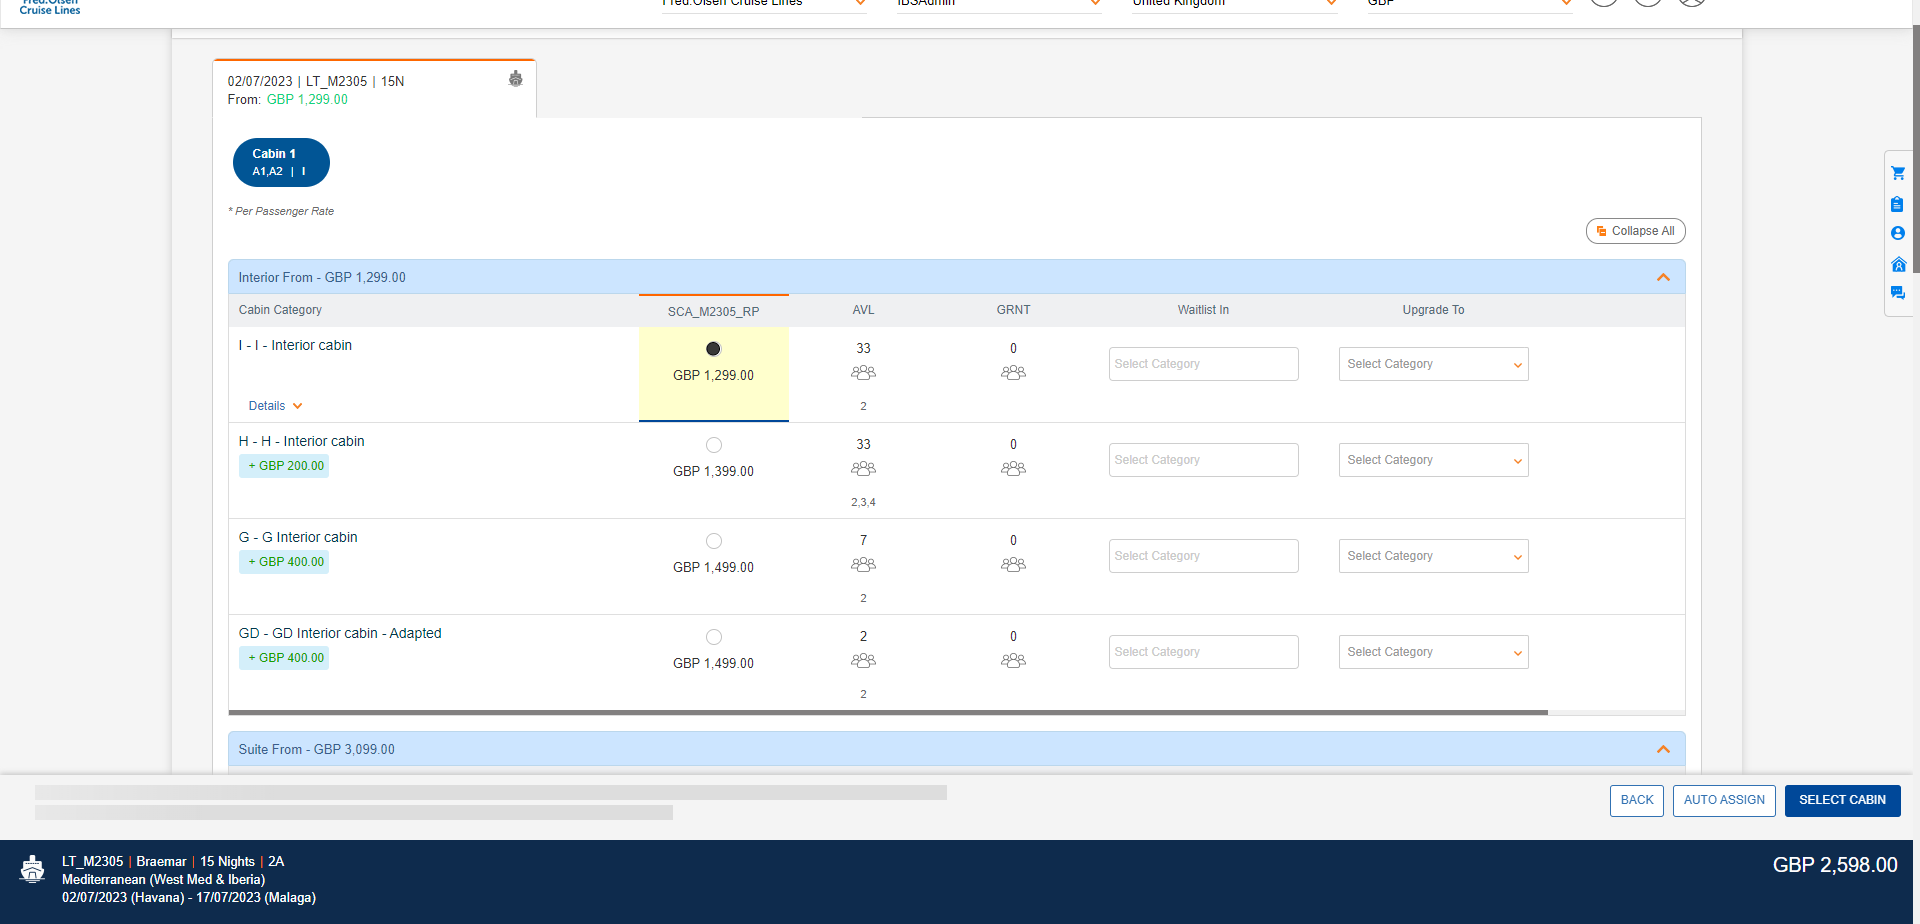 Fred.Olsen
Cruise Lines
Fred.Olsen Cruise Lines
IBSAdmin
United Kingdom
GBP
02/07/2023 | LT_M2305 | 15N
From: GBP 1,299.00
Cabin 1
A1,A2 | I
* Per Passenger Rate
Collapse All
Interior From - GBP 1,299.00
Cabin Category
SCA_M2305_RP
AVL
GRNT
Waitlist In
Upgrade To
I - I - Interior cabin
GBP 1,299.00
33
0
Select Category
Select Category
Details
2
H - H - Interior cabin
+ GBP 200.00
GBP 1,399.00
33
0
Select Category
Select Category
2,3,4
G - G Interior cabin
+ GBP 400.00
GBP 1,499.00
7
0
Select Category
Select Category
2
GD - GD Interior cabin - Adapted
+ GBP 400.00
GBP 1,499.00
2
0
Select Category
Select Category
2
Suite From - GBP 3,099.00
BACK
AUTO ASSIGN
SELECT CABIN
LT_M2305 | Braemar | 15 Nights | 2A
Mediterranean (West Med & Iberia)
02/07/2023 (Havana) - 17/07/2023 (Malaga)
GBP 2,598.00